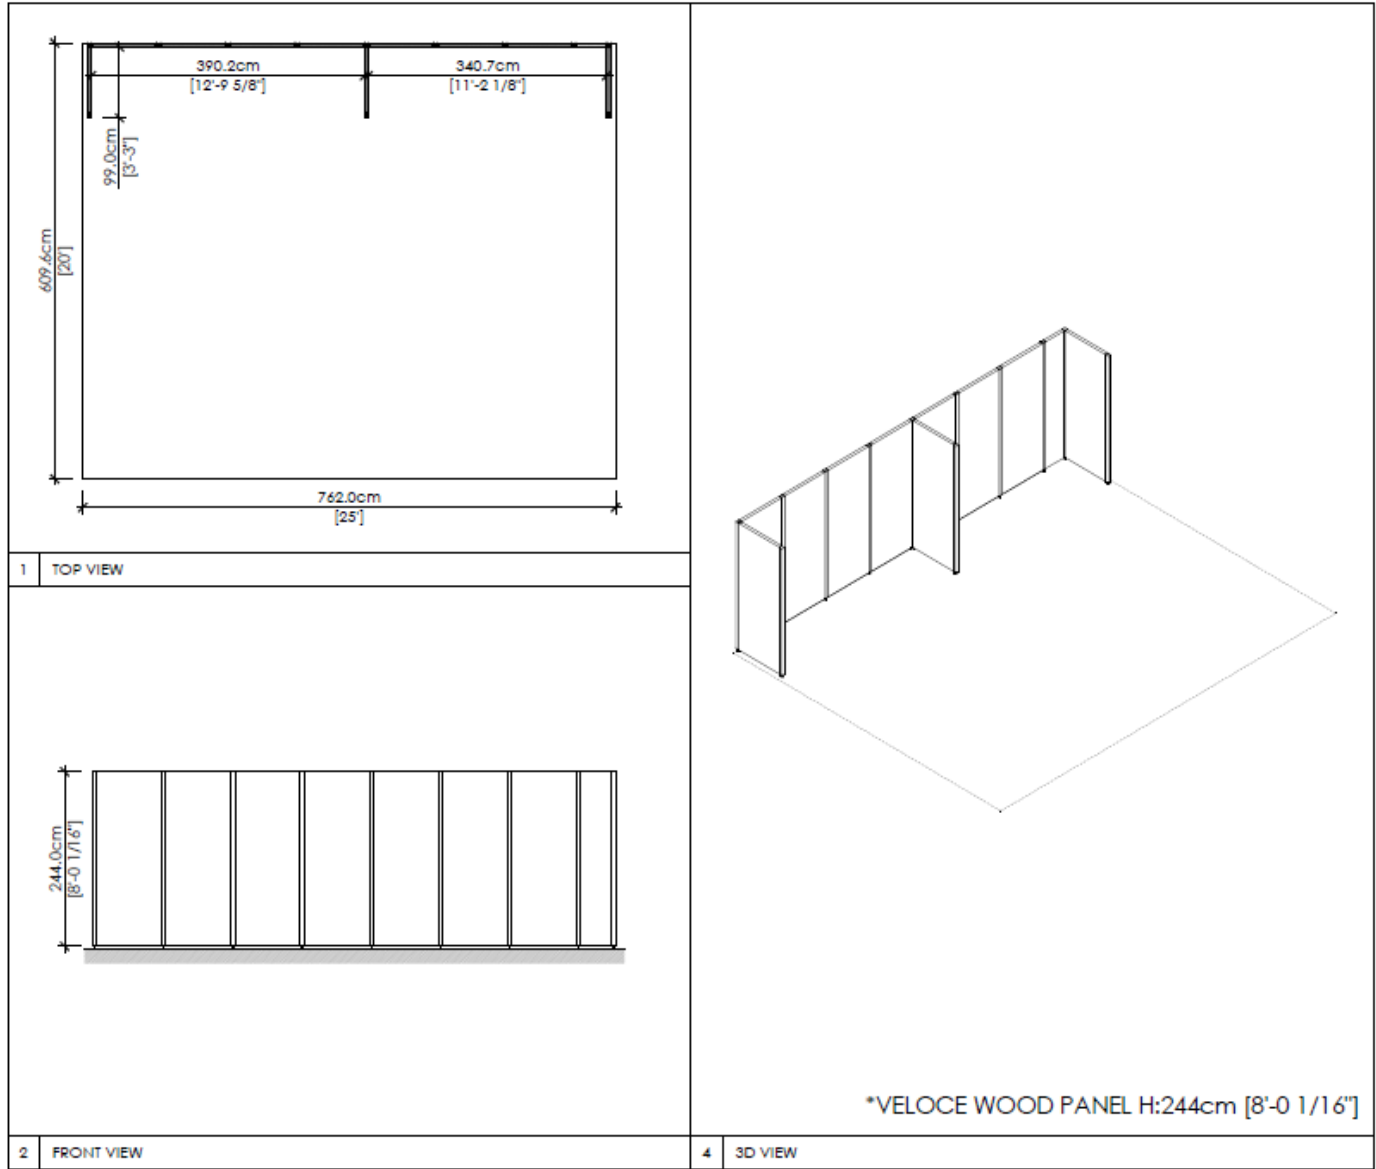 390.2cm
[12'-9 5/8"]
340.7cm
[11'-2 1/8"]
99.0cm
[3'-3"]
609.6cm
[20']
762.0cm
[25']
1 TOP VIEW
244.0cm
[8'-0 1/16"]
2 FRONT VIEW
*VELOCE WOOD PANEL H:244cm [8'-0 1/16"]
4 3D VIEW